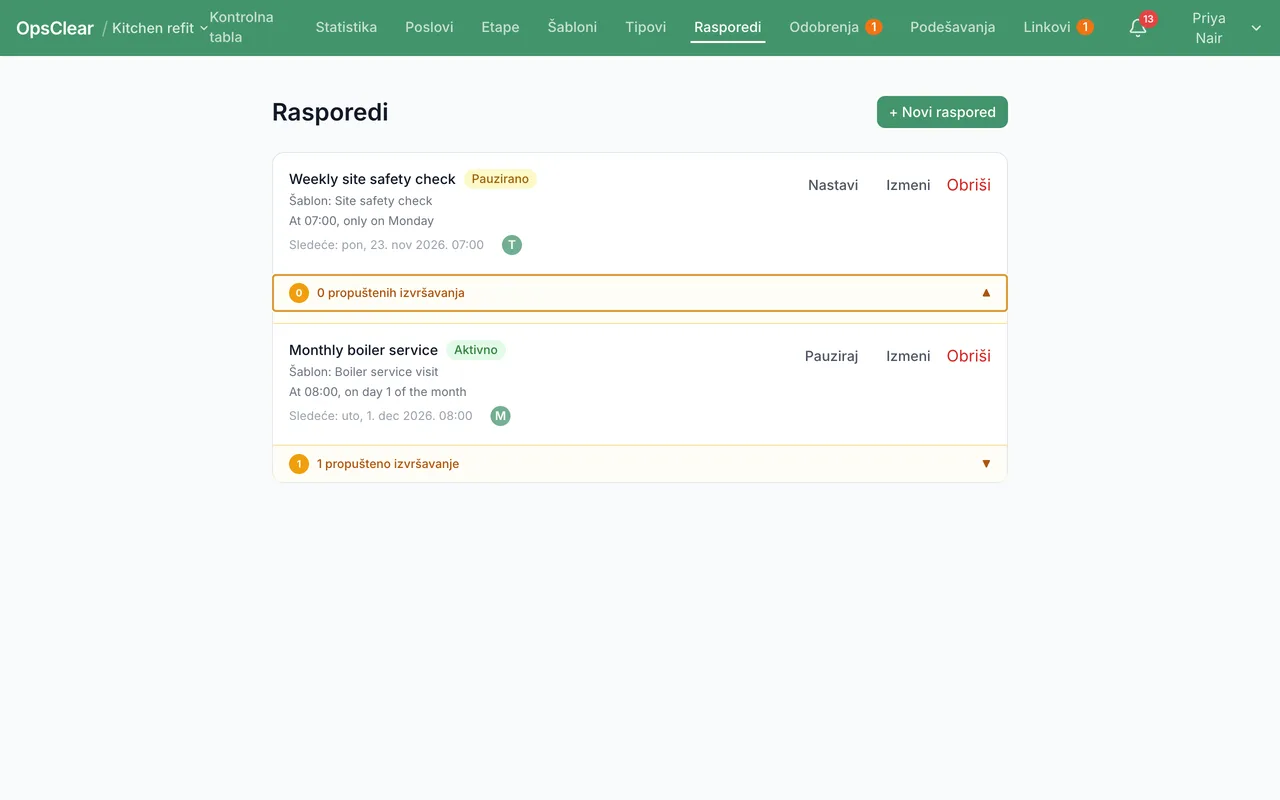 OpsClear / Kitchen refit
Kontrolna tabla
Statistika
Poslovi
Etape
Šabloni
Tipovi
Rasporedi
Odobrenja 1
Podešavanja
Linkovi 1
13
Priya Nair
Rasporedi
+ Novi raspored
Weekly site safety check Pauzirano
Nastavi Izmeni Obriši
Šablon: Site safety check
At 07:00, only on Monday
Sledeće: pon, 23. nov 2026. 07:00 T
0 0 propuštenih izvršavanja ▲
Monthly boiler service Aktivno
Pauziraj Izmeni Obriši
Šablon: Boiler service visit
At 08:00, on day 1 of the month
Sledeće: uto, 1. dec 2026. 08:00 M
1 1 propušteno izvršavanje ▼